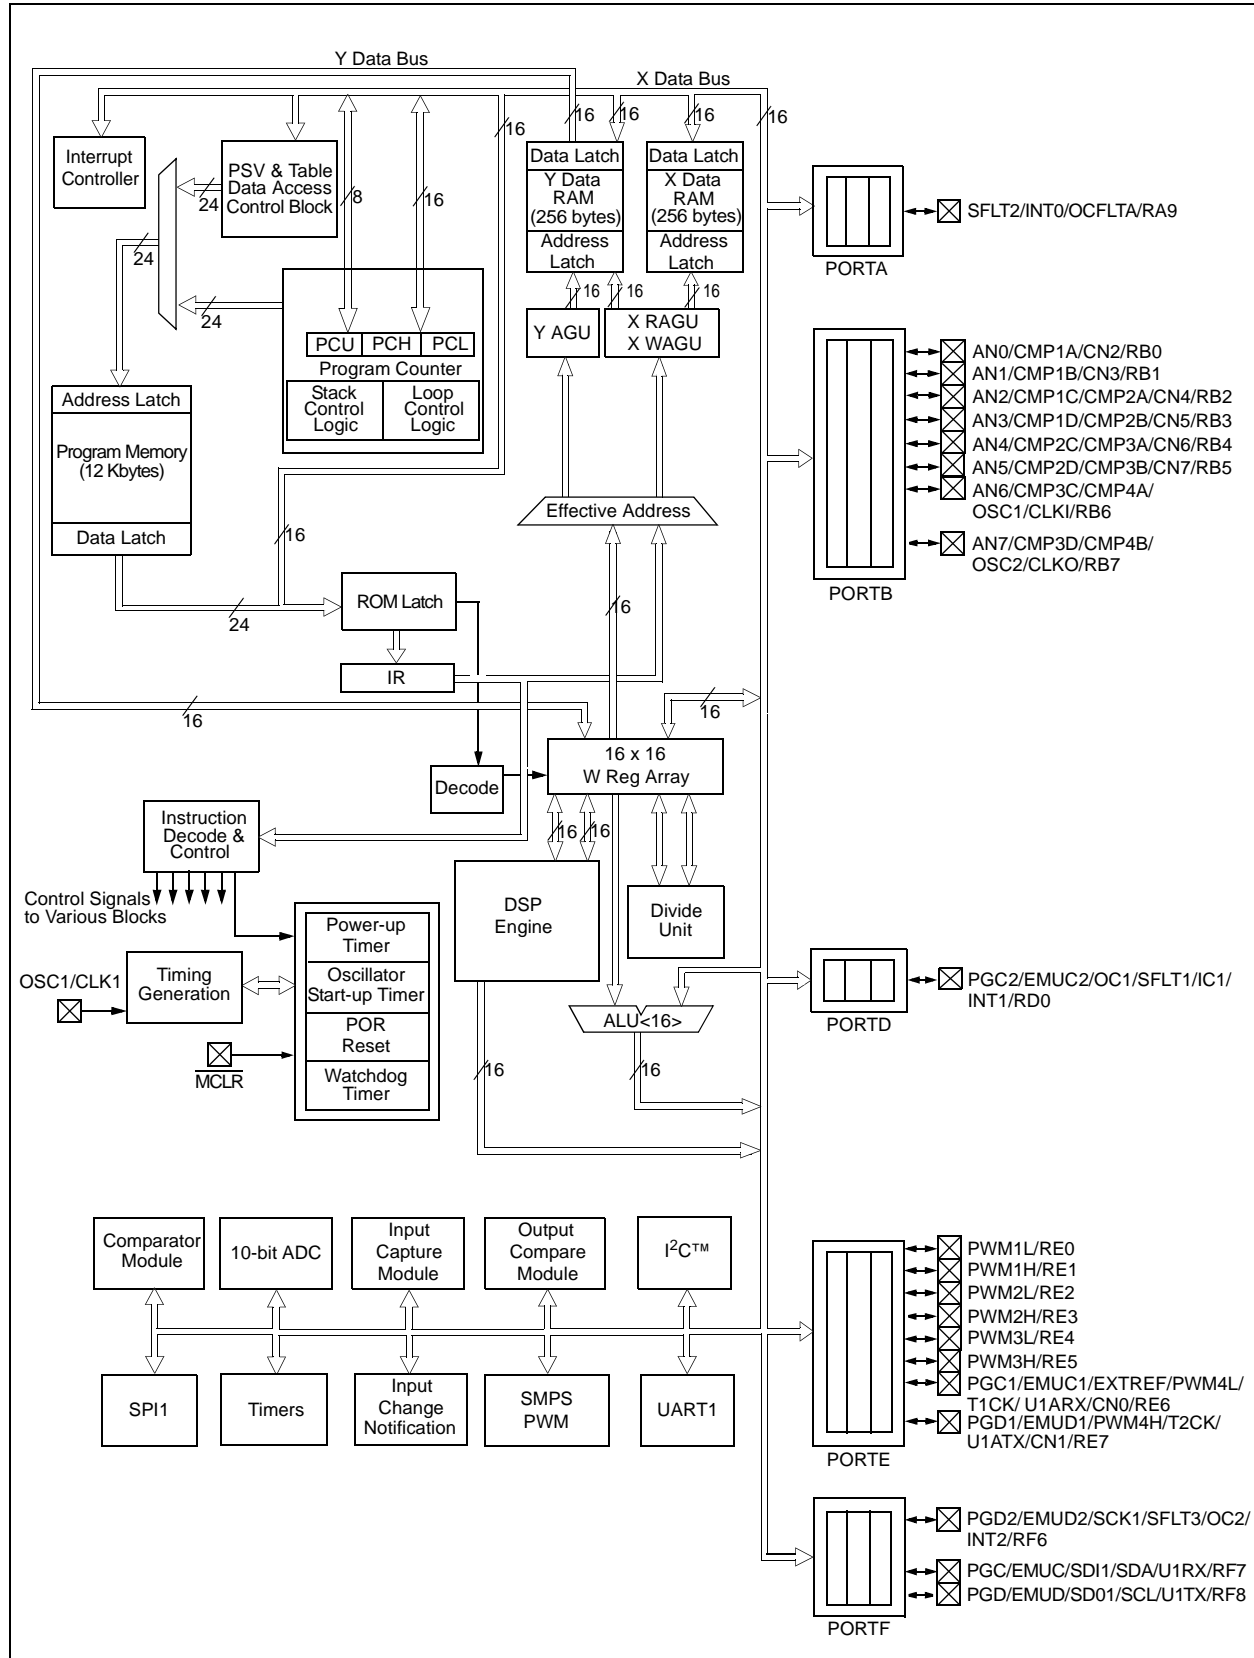 Y Data Bus
X Data Bus
16
16
16
16
16
Interrupt
Controller
PSV & Table
Data Access
Control Block
24
8
16
Data Latch
Y Data
RAM
(256 bytes)
Address
Latch
Data Latch
X Data
RAM
(256 bytes)
Address
Latch
SFLT2/INT0/OCFLTA/RA9
PORTA
24
24
16
16
16
PCU
PCH
PCL
Program Counter
Stack
Control
Logic
Loop
Control
Logic
Y AGU
X RAGU
X WAGU
AN0/CMP1A/CN2/RB0
AN1/CMP1B/CN3/RB1
AN2/CMP1C/CMP2A/CN4/RB2
AN3/CMP1D/CMP2B/CN5/RB3
AN4/CMP2C/CMP3A/CN6/RB4
AN5/CMP2D/CMP3B/CN7/RB5
AN6/CMP3C/CMP4A/
OSC1/CLKI/RB6
AN7/CMP3D/CMP4B/
OSC2/CLKO/RB7
PORTB
Address Latch
Program Memory
(12 Kbytes)
Data Latch
Effective Address
16
24
ROM Latch
16
IR
16
16
16 x 16
W Reg Array
Decode
Instruction
Decode &
Control
16
16
Control Signals
to Various Blocks
DSP
Engine
Divide
Unit
Power-up
Timer
Oscillator
Start-up Timer
POR
Reset
Watchdog
Timer
OSC1/CLK1
Timing
Generation
MCLR
ALU<16>
16
16
PGC2/EMUC2/OC1/SFLT1/IC1/
INT1/RD0
PORTD
Comparator
Module
10-bit ADC
Input
Capture
Module
Output
Compare
Module
I2C™
SPI1
Timers
Input
Change
Notification
SMPS
PWM
UART1
PWM1L/RE0
PWM1H/RE1
PWM2L/RE2
PWM2H/RE3
PWM3L/RE4
PWM3H/RE5
PGC1/EMUC1/EXTREF/PWM4L/
T1CK/ U1ARX/CN0/RE6
PGD1/EMUD1/PWM4H/T2CK/
U1ATX/CN1/RE7
PORTE
PGD2/EMUD2/SCK1/SFLT3/OC2/
INT2/RF6
PGC/EMUC/SDI1/SDA/U1RX/RF7
PGD/EMUD/SD01/SCL/U1TX/RF8
PORTF